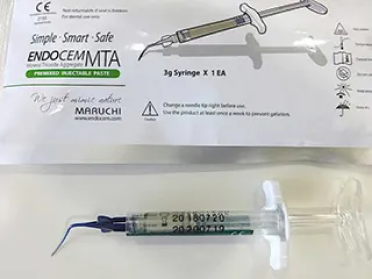 CE
Simple · Smart · Safe
ENDOCEM MTA
Mineral Trioxide Aggregate
PREMIXED INJECTABLE PASTE
3g Syringe X 1 EA
We just mimic nature
MARUCHI
www.endocem.com
Change a needle tip right before use.
Use the product at least once a week to prevent gelation.
20180720
20200719